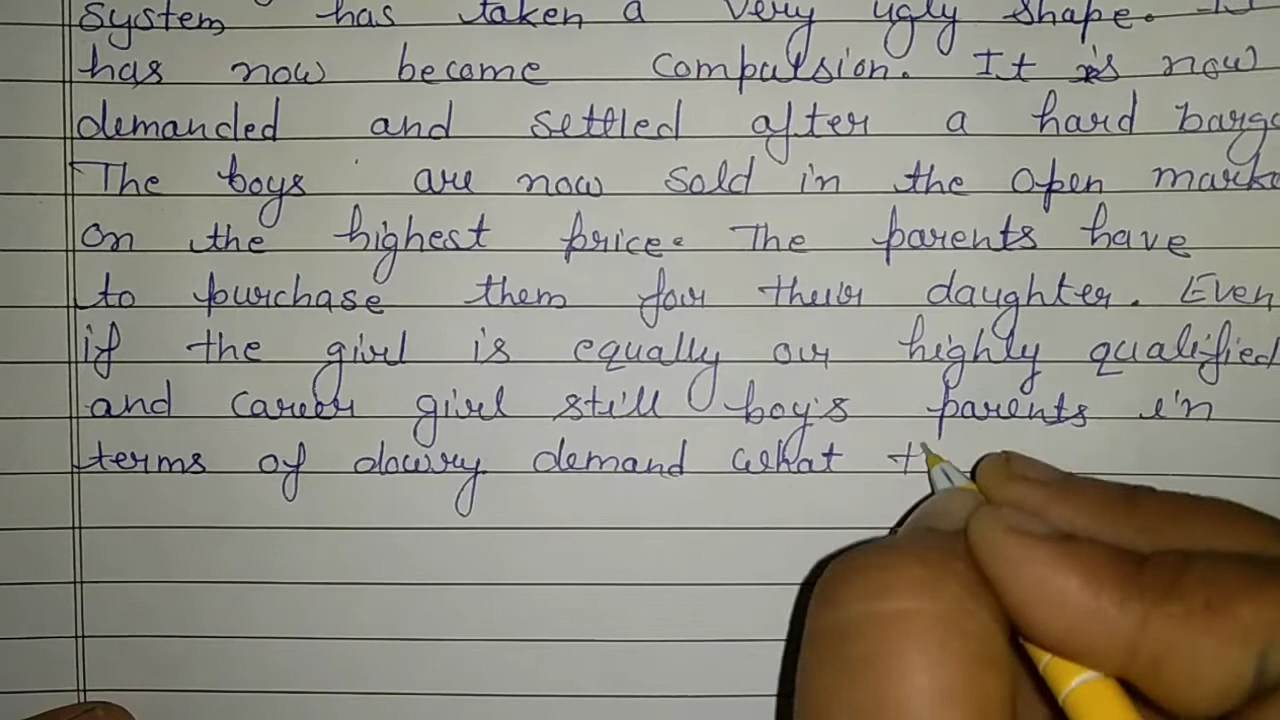 system has taken a very ugly shape. It
has now become compulsion. It is now
demanded and settled after a hard barga
The boys are now sold in the open marke
on the highest price. The parents have
to purchase them for their daughter. Even
if the girl is equally or highly qualified
and career girl still boy's parents in
terms of dowry demand what t